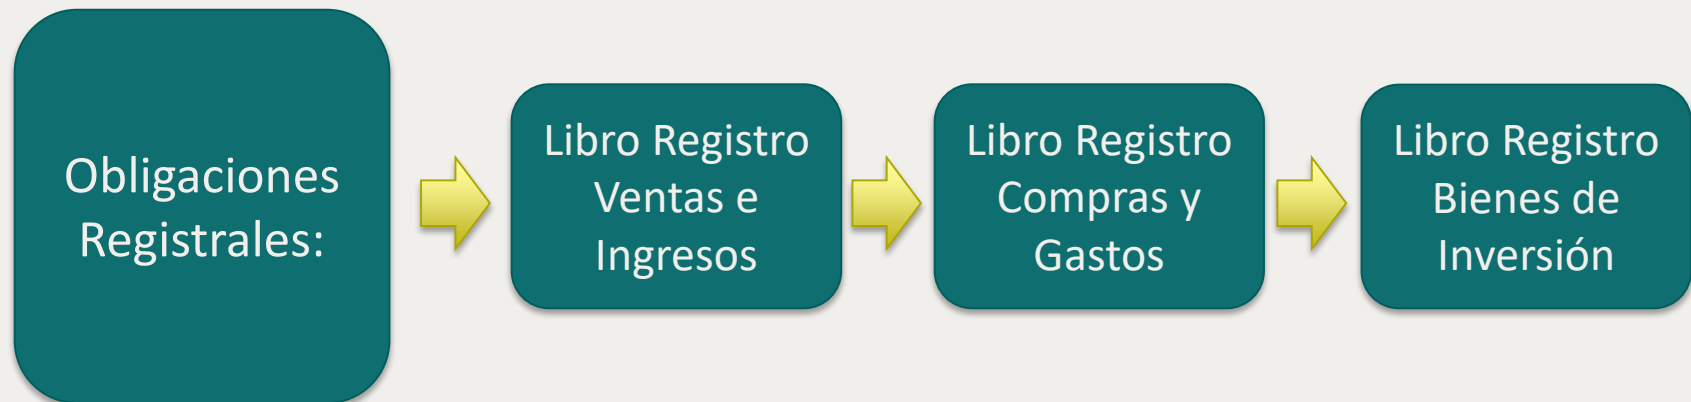 Obligaciones
Registrales:
Libro Registro
Ventas e
Ingresos
Libro Registro
Compras y
Gastos
Libro Registro
Bienes de
Inversión